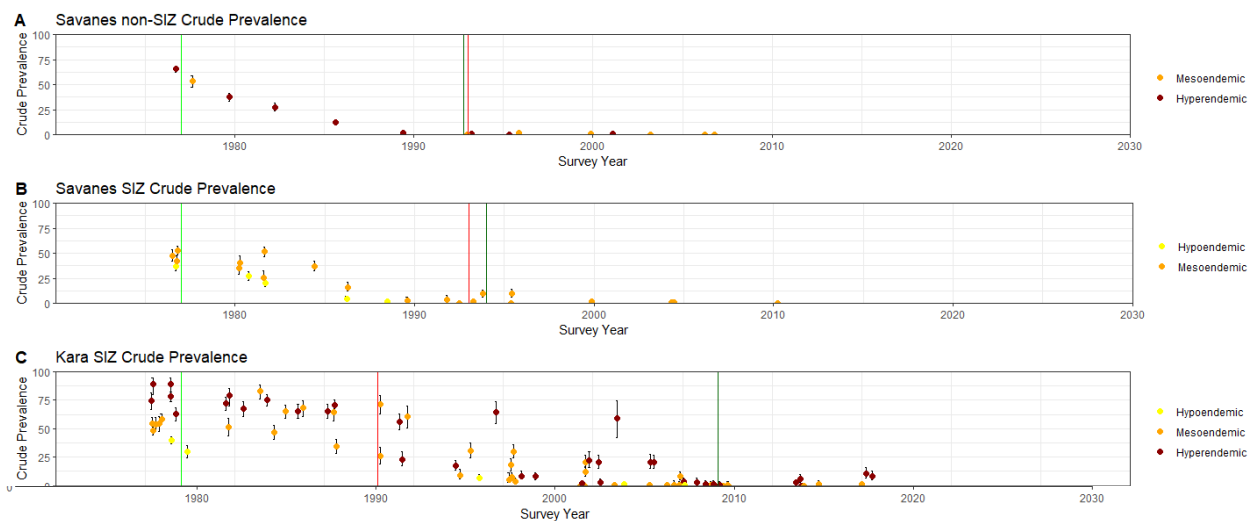 A Savanes non-SIZ Crude Prevalence
Crude Prevalence
100
75
50
25
0
1980 1990 2000 2010 2020 2030
Survey Year
Mesoendemic
Hyperendemic
B Savanes SIZ Crude Prevalence
Crude Prevalence
100
75
50
25
0
1980 1990 2000 2010 2020 2030
Survey Year
Hypoendemic
Mesoendemic
C Kara SIZ Crude Prevalence
Crude Prevalence
100
75
50
25
0
1980 1990 2000 2010 2020 2030
Survey Year
Hypoendemic
Mesoendemic
Hyperendemic